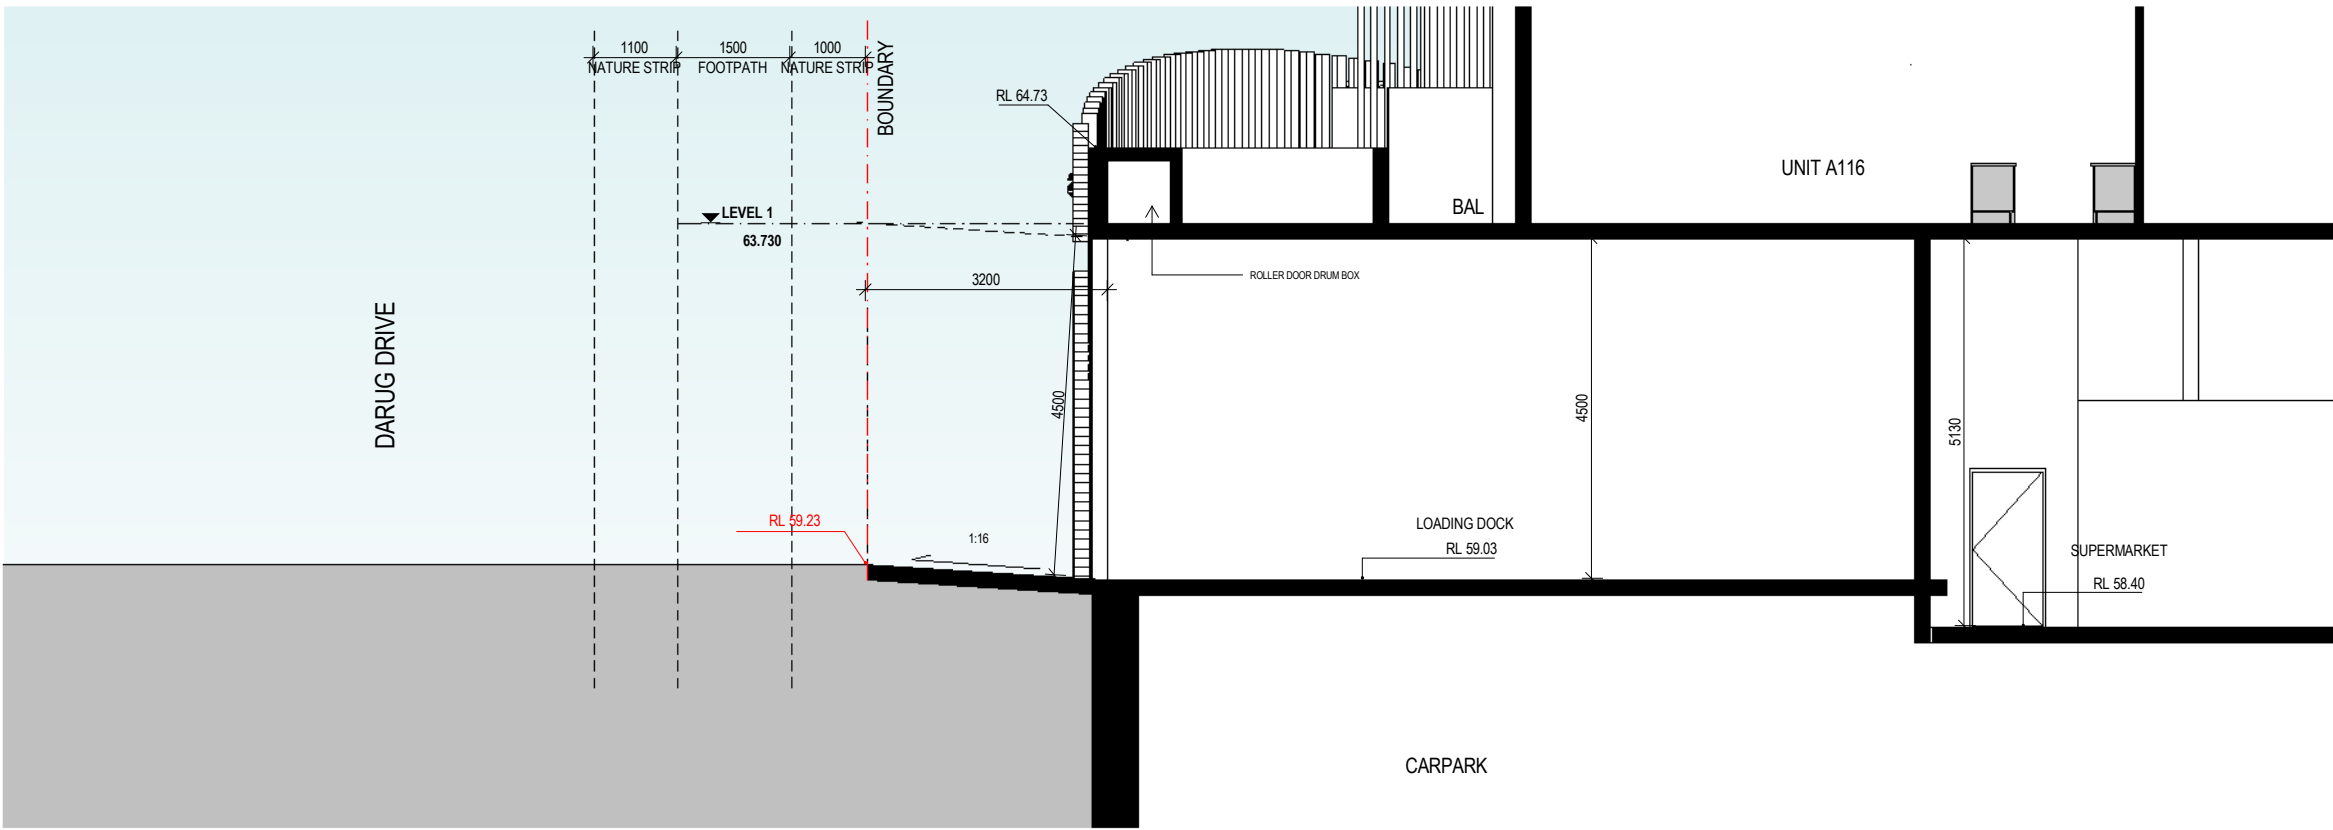 1100
1500
1000
NATURE STRIP
FOOTPATH
NATURE STRIP
BOUNDARY
RL 64.73
UNIT A116
BAL
LEVEL 1
63.730
ROLLER DOOR DRUM BOX
3200
DARUG DRIVE
4500
4500
5130
RL 59.23
1:16
LOADING DOCK
RL 59.03
SUPERMARKET
RL 58.40
CARPARK